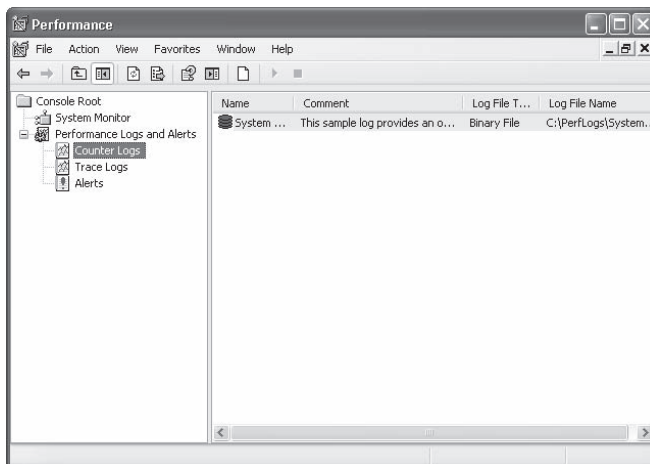 Performance
File Action View Favorites Window Help
Console Root
System Monitor
Performance Logs and Alerts
Counter Logs
Trace Logs
Alerts
Name Comment Log File T... Log File Name
System ... This sample log provides an o... Binary File C:\PerfLogs\System.